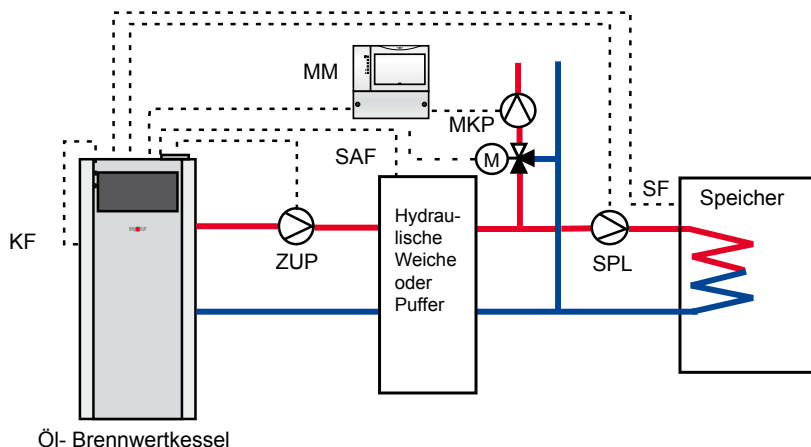 MM
MKP
M
SAF
SF
Speicher
KF
Hydrau-
lische
Weiche
oder
Puffer
ZUP
SPL
Öl- Brennwertkessel